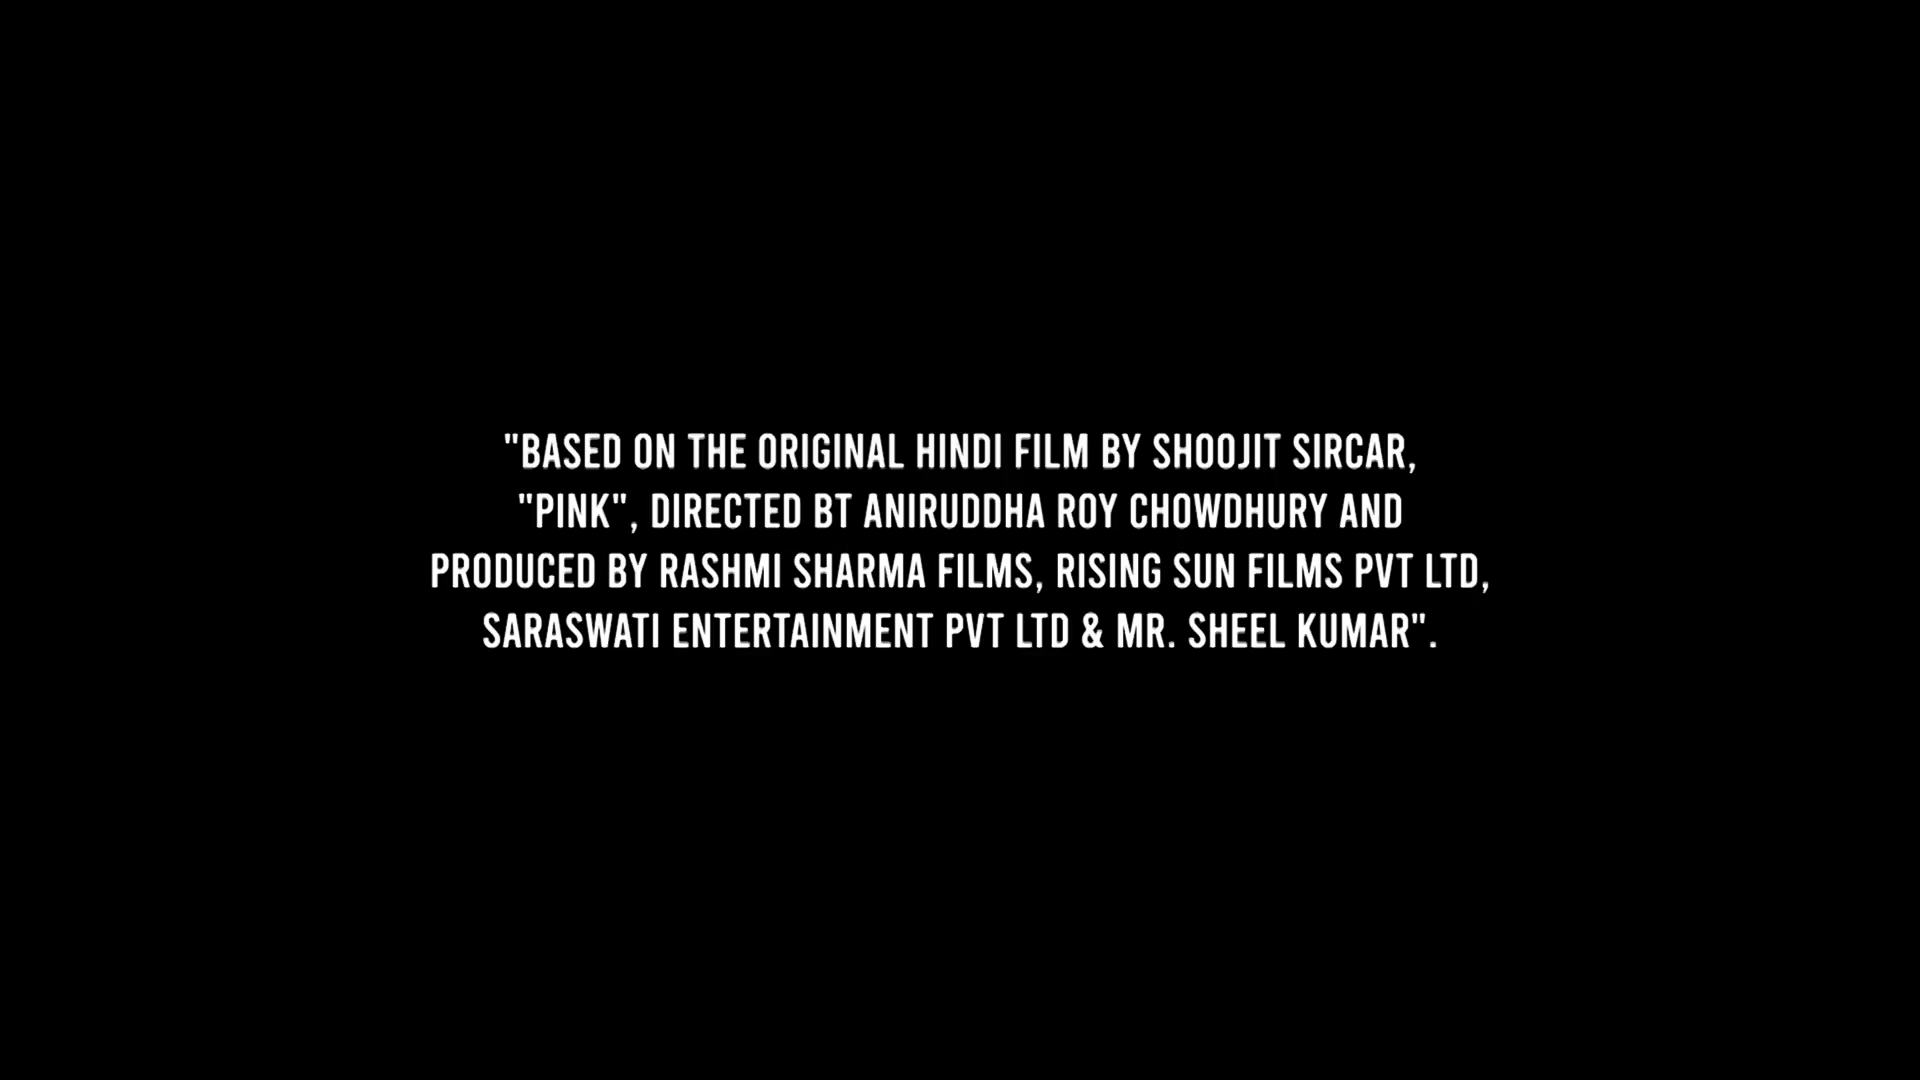 "BASED ON THE ORIGINAL HINDI FILM BY SHOOJIT SIRCAR,
"PINK", DIRECTED BT ANIRUDDHA ROY CHOWDHURY AND
PRODUCED BY RASHMI SHARMA FILMS, RISING SUN FILMS PVT LTD,
SARASWATI ENTERTAINMENT PVT LTD & MR. SHEEL KUMAR".